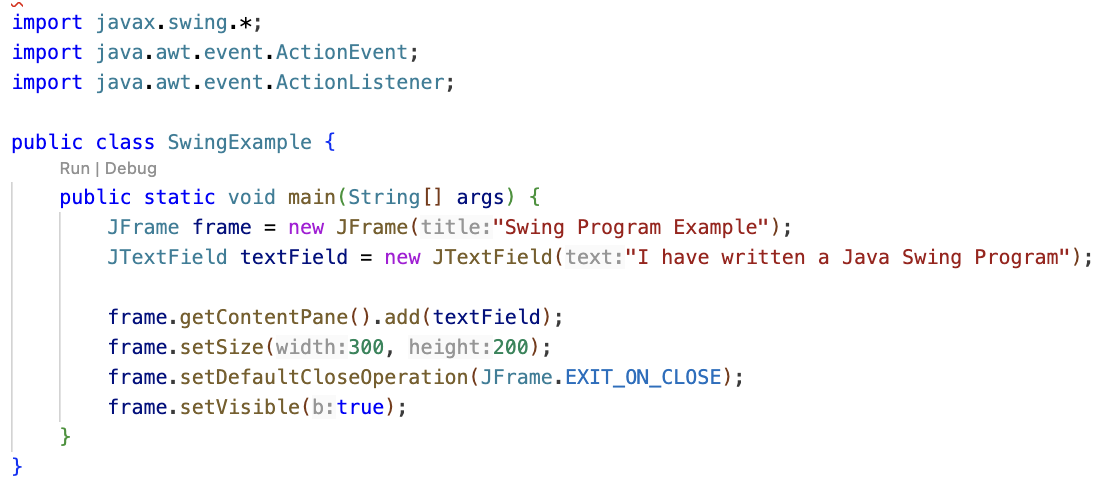 import javax.swing.*;
import java.awt.event.ActionEvent;
import java.awt.event.ActionListener;

public class SwingExample {
Run | Debug
    public static void main(String[] args) {
        JFrame frame = new JFrame(title:"Swing Program Example");
        JTextField textField = new JTextField(text:"I have written a Java Swing Program");

        frame.getContentPane().add(textField);
        frame.setSize(width:300, height:200);
        frame.setDefaultCloseOperation(JFrame.EXIT_ON_CLOSE);
        frame.setVisible(b:true);
    }
}